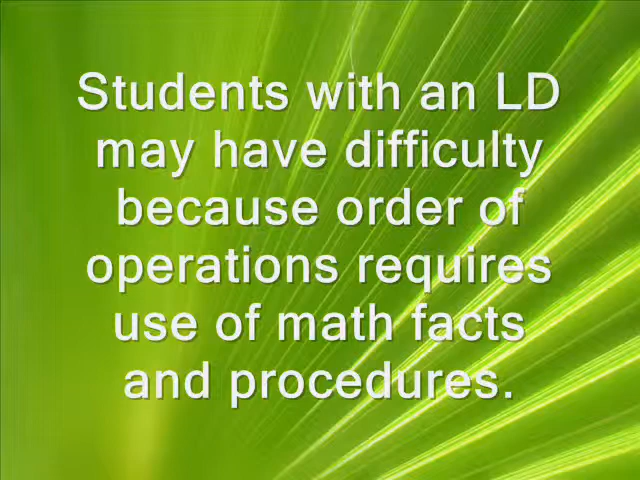 Students with an LD
may have difficulty
because order of
operations requires
use of math facts
and procedures.